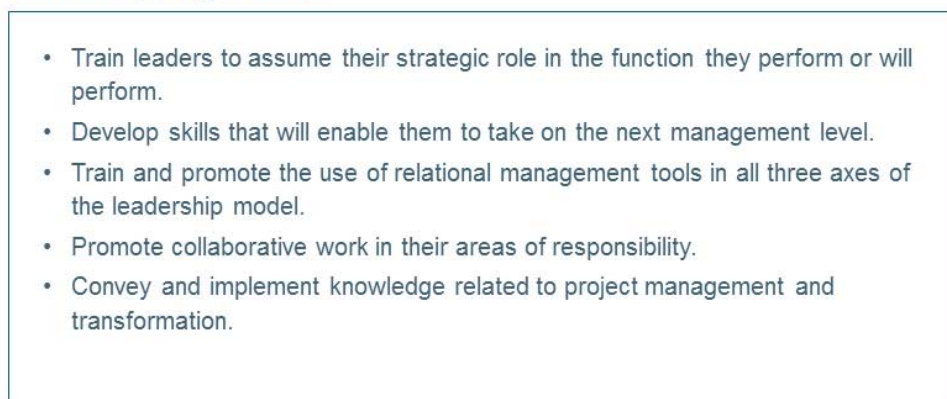 • Train leaders to assume their strategic role in the function they perform or will
perform.
• Develop skills that will enable them to take on the next management level.
• Train and promote the use of relational management tools in all three axes of
the leadership model.
• Promote collaborative work in their areas of responsibility.
• Convey and implement knowledge related to project management and
transformation.